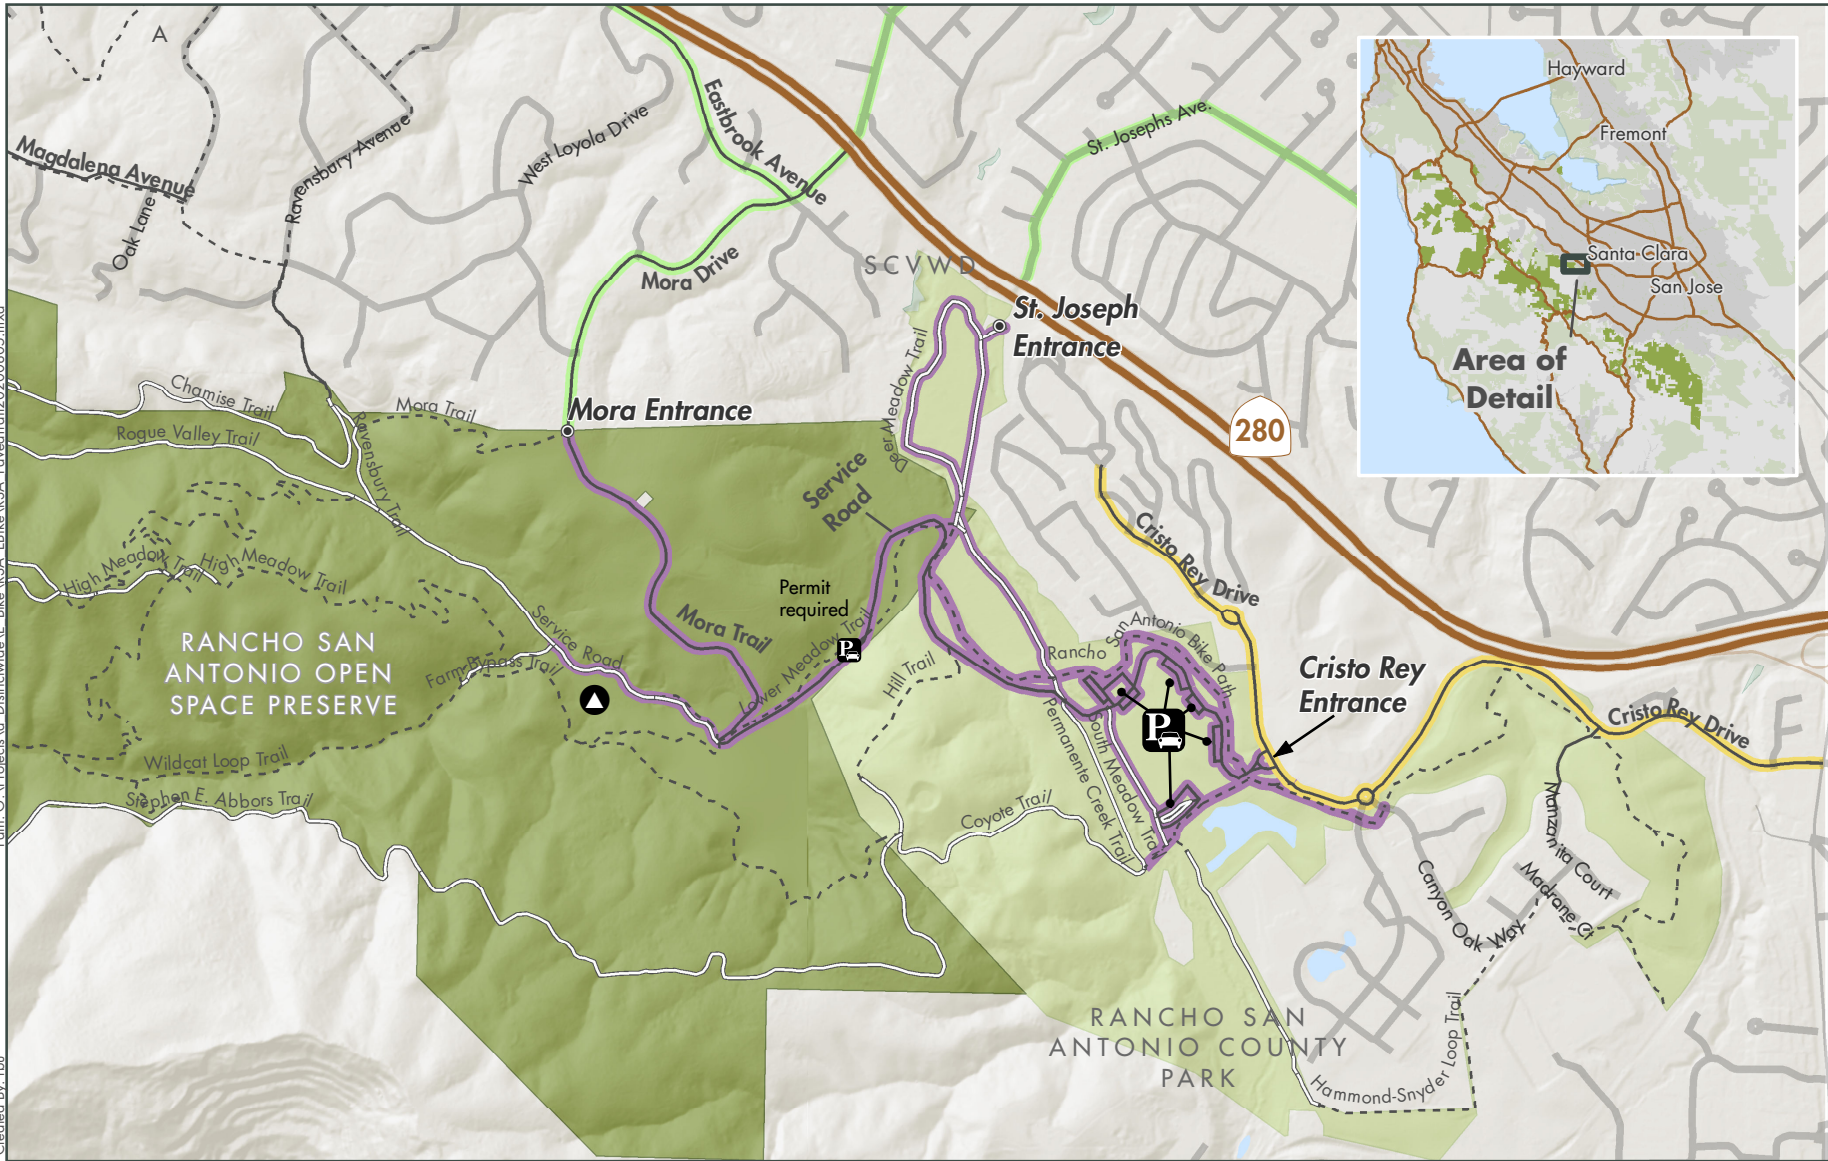 A
Magdalena Avenue
Oak Lane
Ravensbury Avenue
Ravensbury Avenue
West Loyola Drive
Eastbrook Avenue
Mora Drive
St. Josephs Ave.
SCVWD
St. Joseph
Entrance
Hayward
Fremont
Santa Clara
San Jose
Area of
Detail
280
Chamise Trail
Rogue Valley Trail
Mora Trail
Mora Entrance
Ravensbury Trail
Deer Meadow Trail
Service
Road
High Meadow Trail
High Meadow Trail
Permit
required
P
Mora Trail
Service Road
Farm Bypass Trail
Lower Meadow Trail
Hill Trail
RANCHO SAN
ANTONIO OPEN
SPACE PRESERVE
Wildcat Loop Trail
Stephen E. Abbors Trail
Cristo Rey Drive
Rancho San Antonio Bike Path
P
Cristo Rey
Entrance
Cristo Rey Drive
Permanente Creek Trail
South Meadow Trail
Coyote Trail
Manzanita Court
Madrone Ct
Canyon Oak Way
RANCHO SAN
ANTONIO COUNTY
PARK
Hammond-Snyder Loop Trail